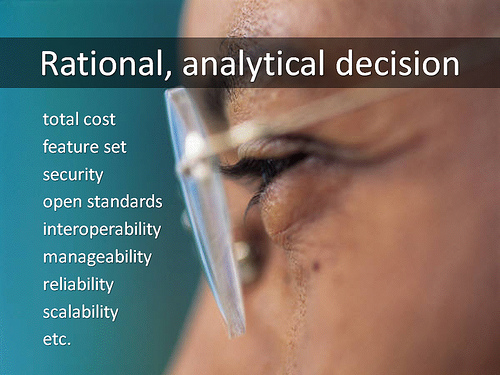 Rational, analytical decision
total cost
feature set
security
open standards
interoperability
manageability
reliability
scalability
etc.